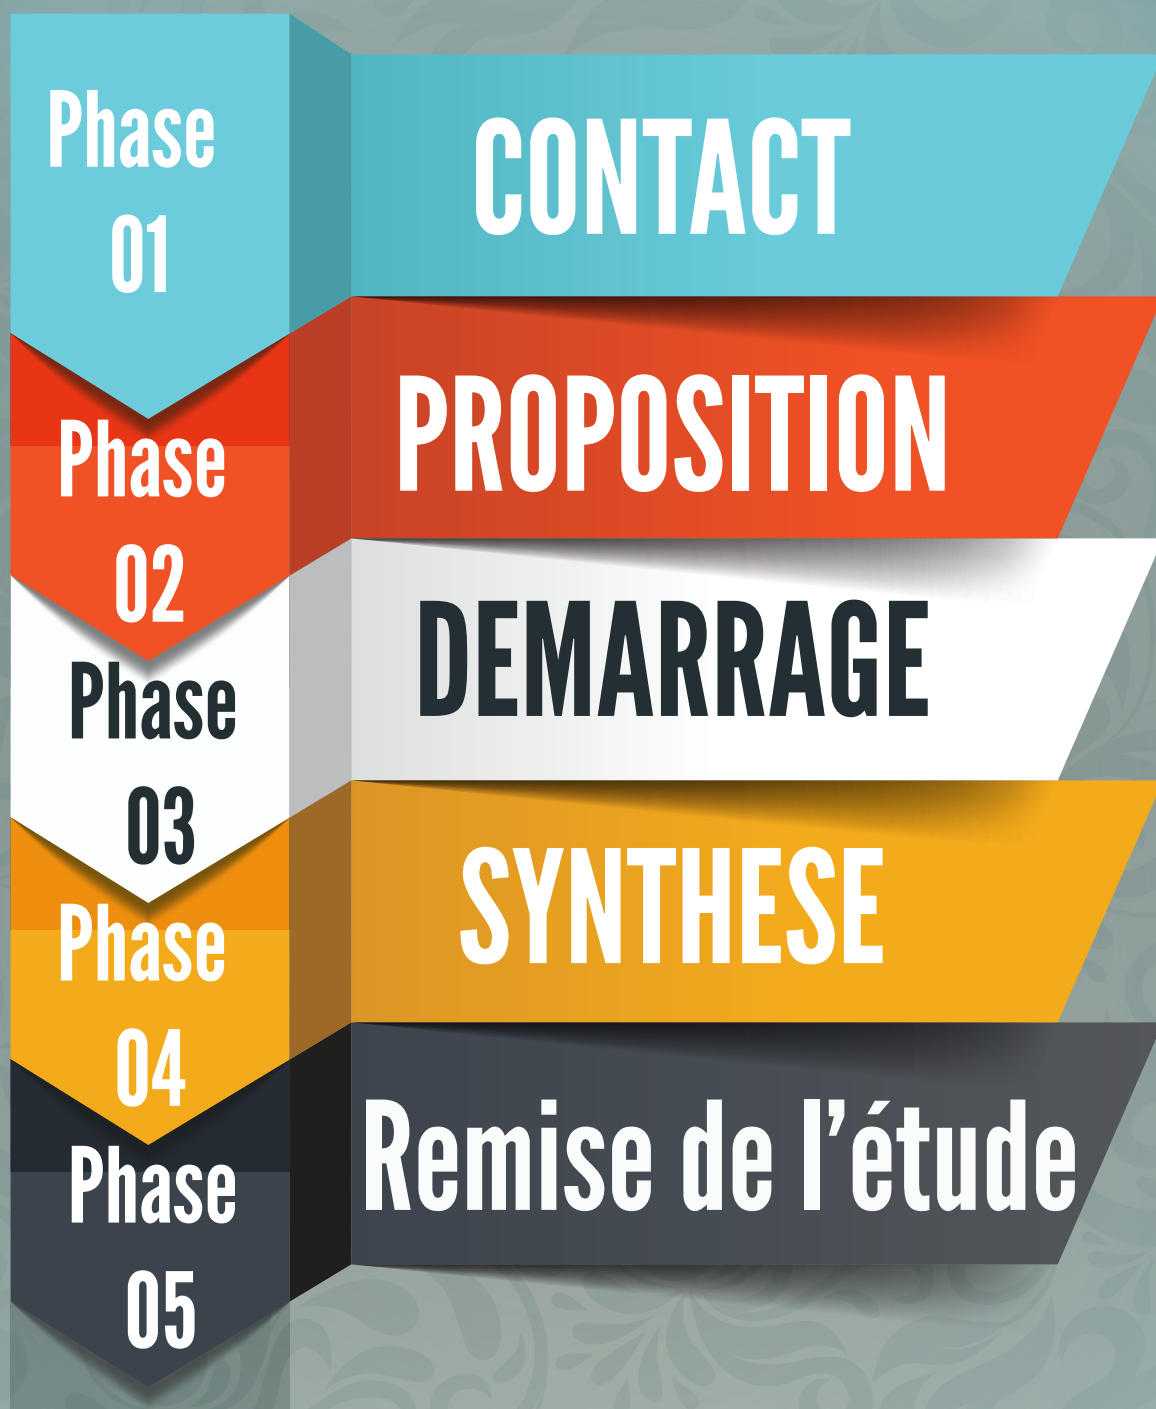 Phase
01
CONTACT
Phase
02
PROPOSITION
Phase
03
DEMARRAGE
Phase
04
SYNTHESE
Phase
05
Remise de l’étude